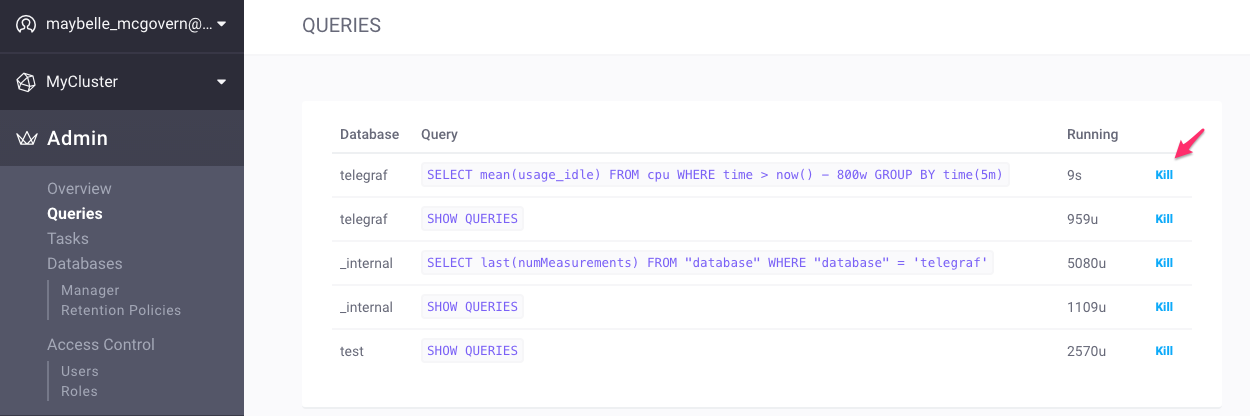 maybelle_mcgovern@...
QUERIES
MyCluster
Admin
Overview
Queries
Tasks
Databases
Manager
Retention Policies
Access Control
Users
Roles
Database Query Running
telegraf SELECT mean(usage_idle) FROM cpu WHERE time > now() – 800w GROUP BY time(5m) 9s Kill
telegraf SHOW QUERIES 959u Kill
_internal SELECT last(numMeasurements) FROM "database" WHERE "database" = 'telegraf' 5080u Kill
_internal SHOW QUERIES 1109u Kill
test SHOW QUERIES 2570u Kill